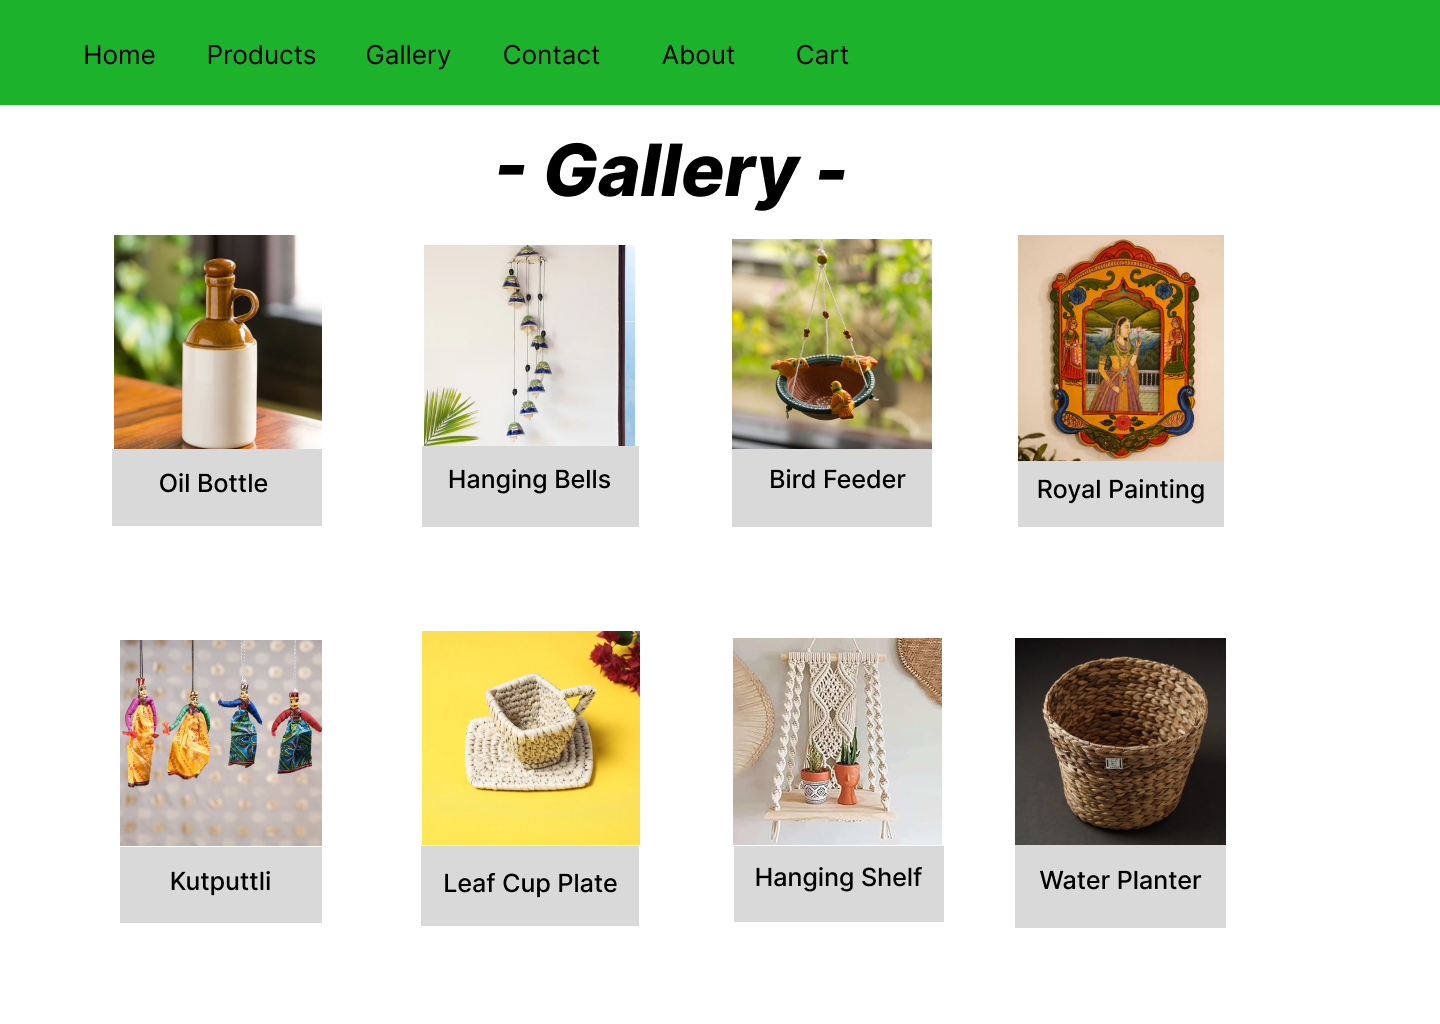 Home Products Gallery Contact About Cart
- Gallery -
Oil Bottle
Hanging Bells
Bird Feeder
Royal Painting
Kutputtli
Leaf Cup Plate
Hanging Shelf
Water Planter